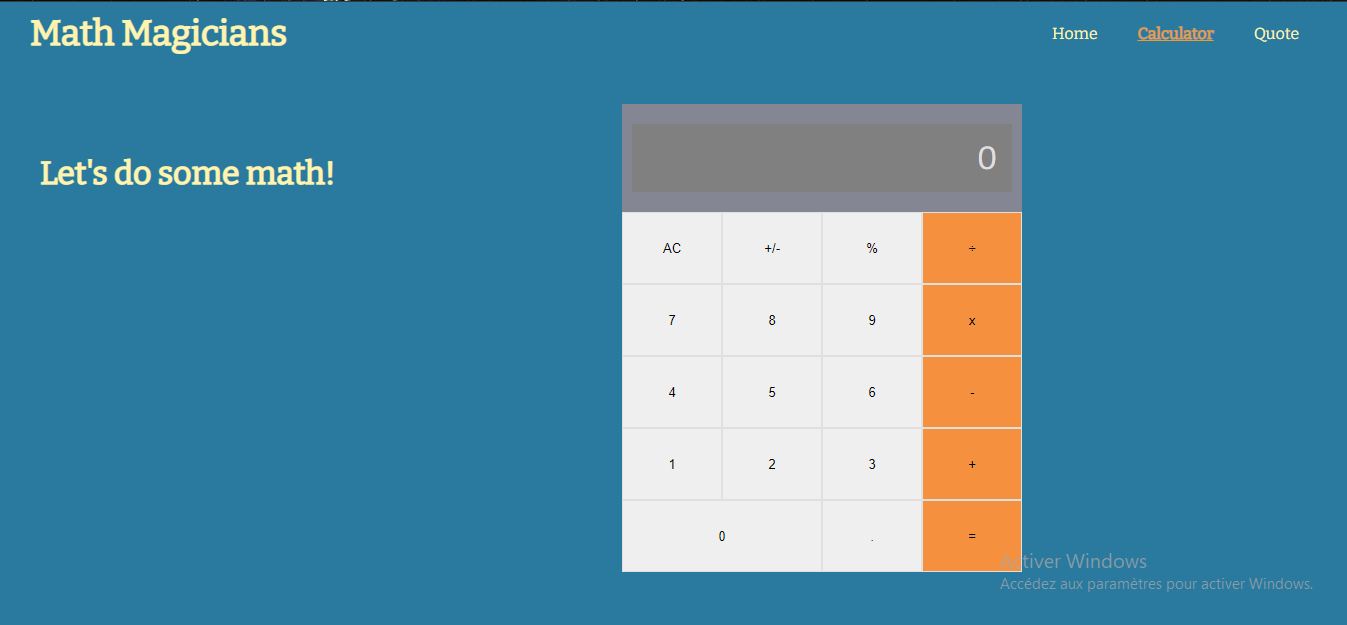 Math Magicians
Home Calculator Quote
Let's do some math!
0
AC +/- % ÷
7 8 9 x
4 5 6 -
1 2 3 +
0 . =
Activer Windows
Accédez aux paramètres pour activer Windows.